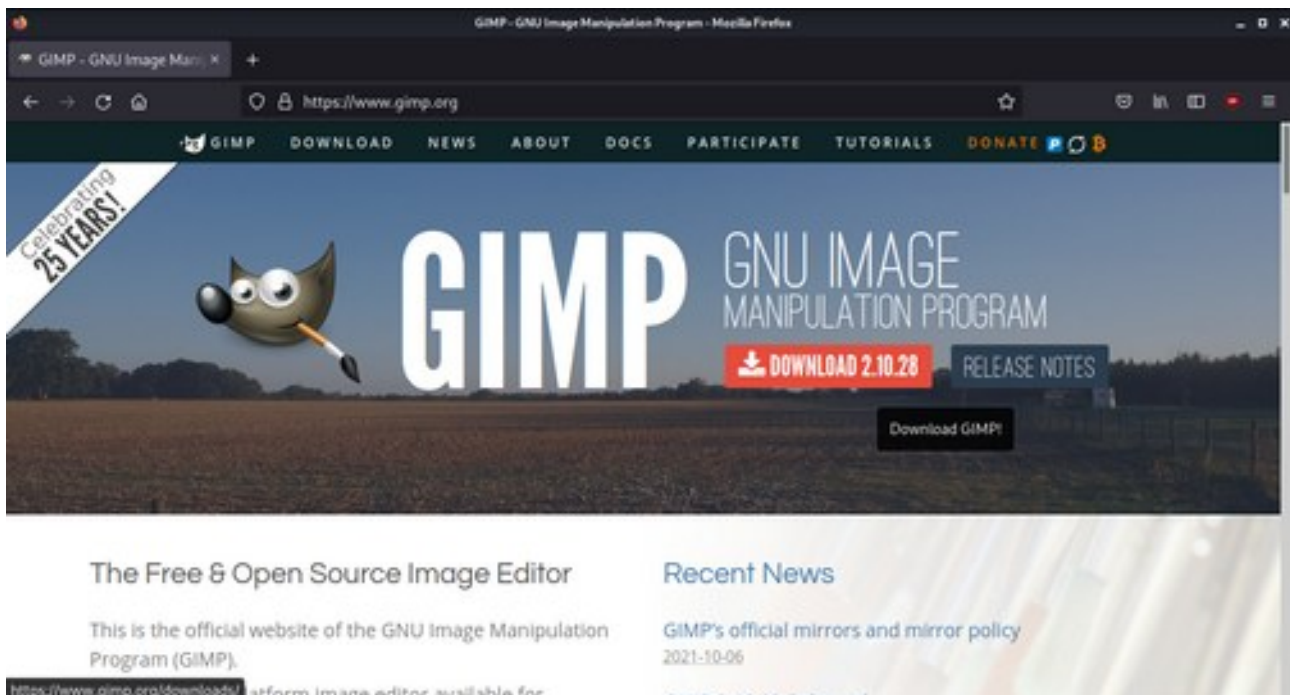 GIMP - GNU Image Manipulation Program - Mozilla Firefox
GIMP - GNU Image Mani
https://www.gimp.org
GIMP DOWNLOAD NEWS ABOUT DOCS PARTICIPATE TUTORIALS DONATE
Celebrating
25 YEARS!
GIMP
GNU IMAGE
MANIPULATION PROGRAM
DOWNLOAD 2.10.28
RELEASE NOTES
Download GIMP!
The Free & Open Source Image Editor
This is the official website of the GNU Image Manipulation
Program (GIMP).
https://www.gimp.org/downloads/
atform image editor available for
Recent News
GIMP's official mirrors and mirror policy
2021-10-06